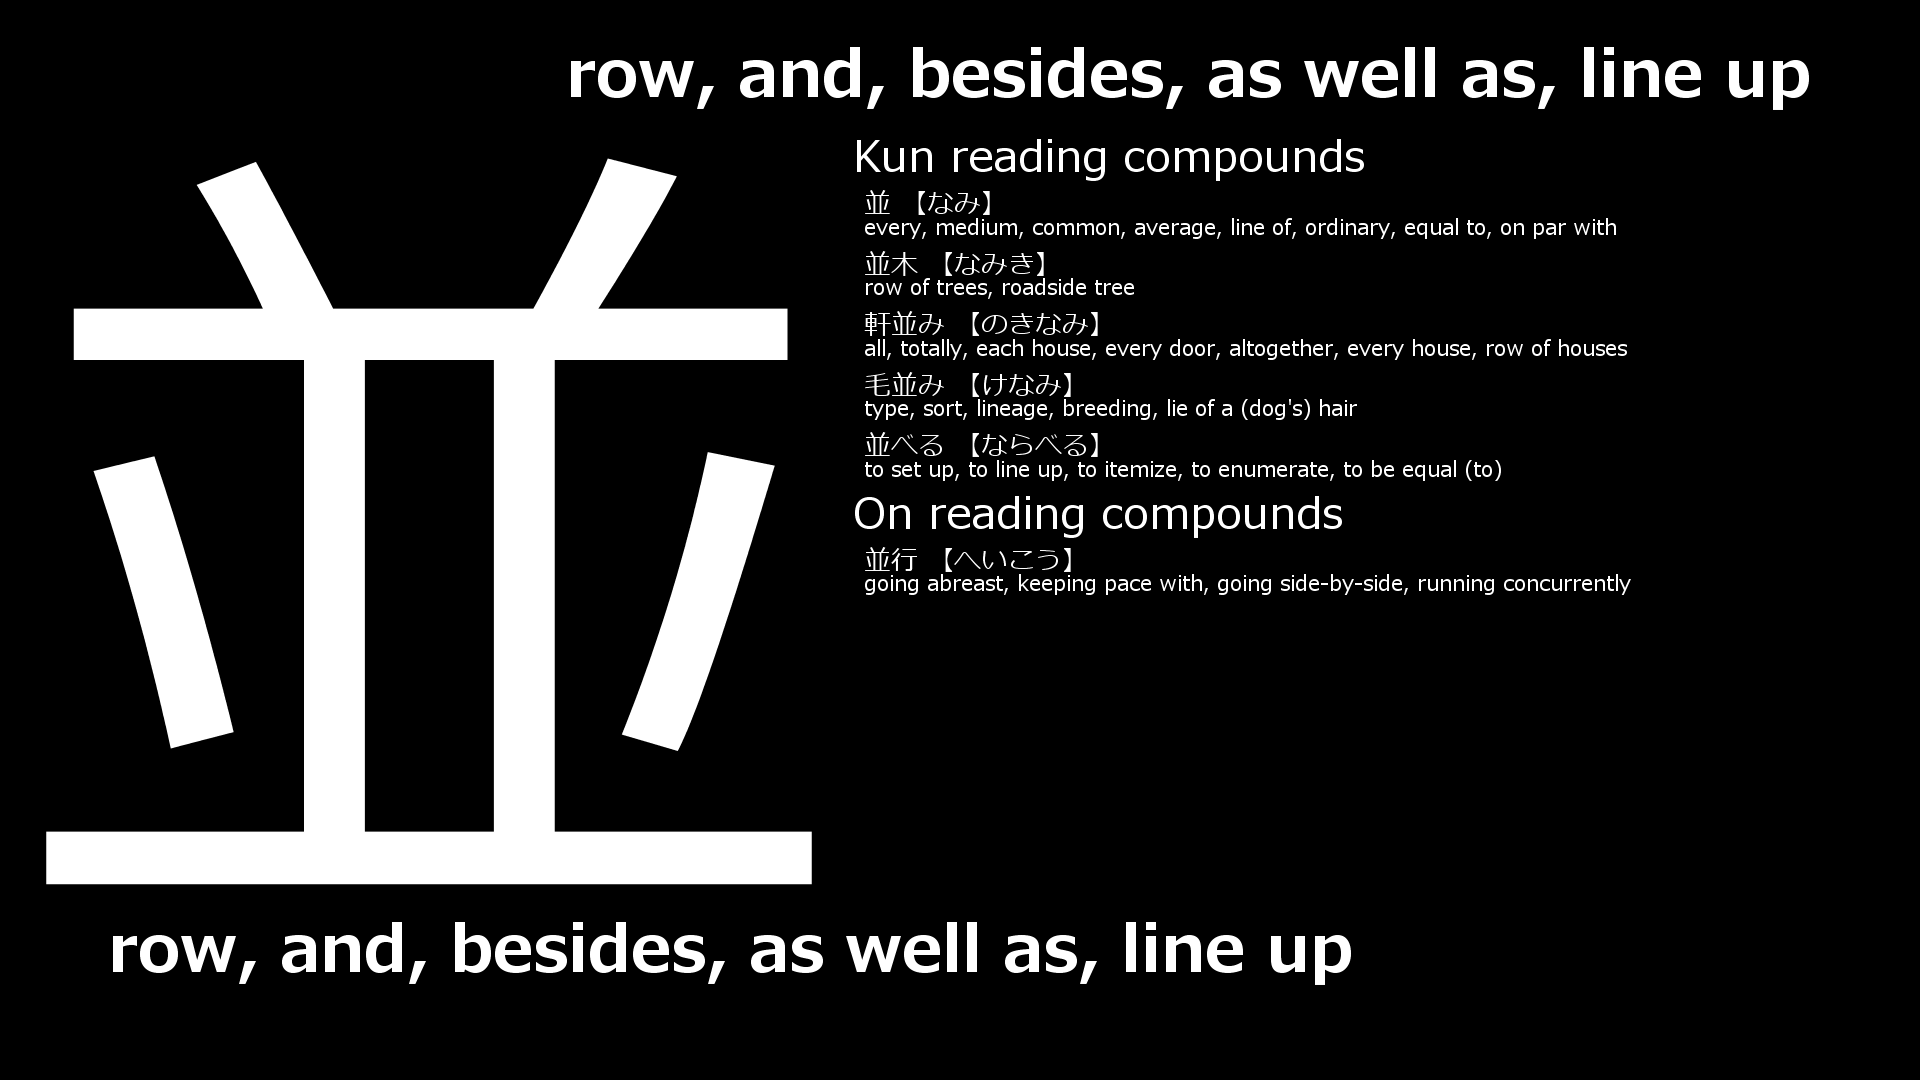 row, and, besides, as well as, line up
並
Kun reading compounds
並 【なみ】
every, medium, common, average, line of, ordinary, equal to, on par with
並木 【なみき】
row of trees, roadside tree
軒並み 【のきなみ】
all, totally, each house, every door, altogether, every house, row of houses
毛並み 【けなみ】
type, sort, lineage, breeding, lie of a (dog's) hair
並べる 【ならべる】
to set up, to line up, to itemize, to enumerate, to be equal (to)
On reading compounds
並行 【へいこう】
going abreast, keeping pace with, going side-by-side, running concurrently
row, and, besides, as well as, line up